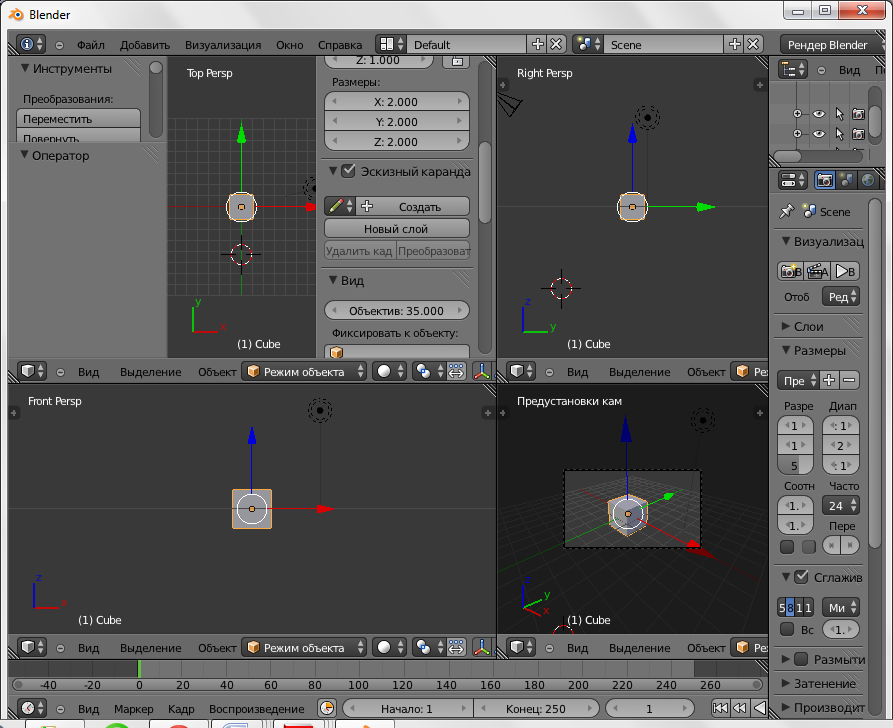 Blender
Файл Добавить Визуализация Окно Справка Default Scene Рендер Blender
Инструменты
Преобразования:
Переместить
Повернуть
Оператор
Top Persp
y
x
(1) Cube
Z: 1.000
Размеры:
X: 2.000
Y: 2.000
Z: 2.000
Эскизный каранда
Создать
Новый слой
Удалить кад Преобразоват
Вид
Объектив: 35.000
Фиксировать к объекту:
Right Persp
z
y
(1) Cube
Вид Выделение Объект Режим объекта
Вид Выделение Объект Ре
Front Persp
z
x
(1) Cube
Предустановки кам
z
y
x
(1) Cube
Вид Выделение Объект Режим объекта
Вид Выделение Объект Ре
-40 -20 0 20 40 60 80 100 120 140 160 180 200 220 240 260
Вид Маркер Кадр Воспроизведение Начало: 1 Конец: 250 1
Вид
Scene
Визуализац
В А В
Отоб Ред
Слои
Размеры
Пре
Разре Диап
1 : 1
1 2
5 : 1
Соотн Часто
1. 24
1. Пере
Сглажив
5 8 1 1 Ми
Вс 1.
Размыти
Затенение
Производит